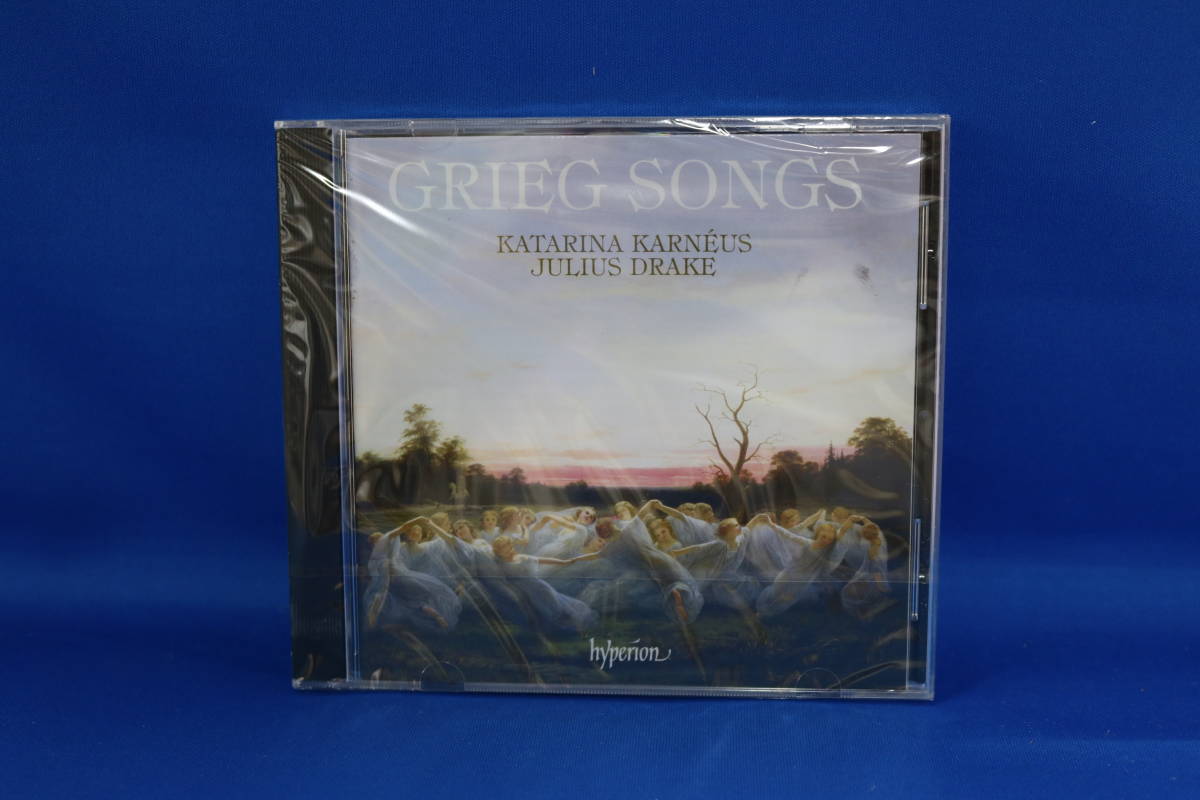 GRIEG SONGS
KATARINA KARNÉUS
JULIUS DRAKE
hyperion